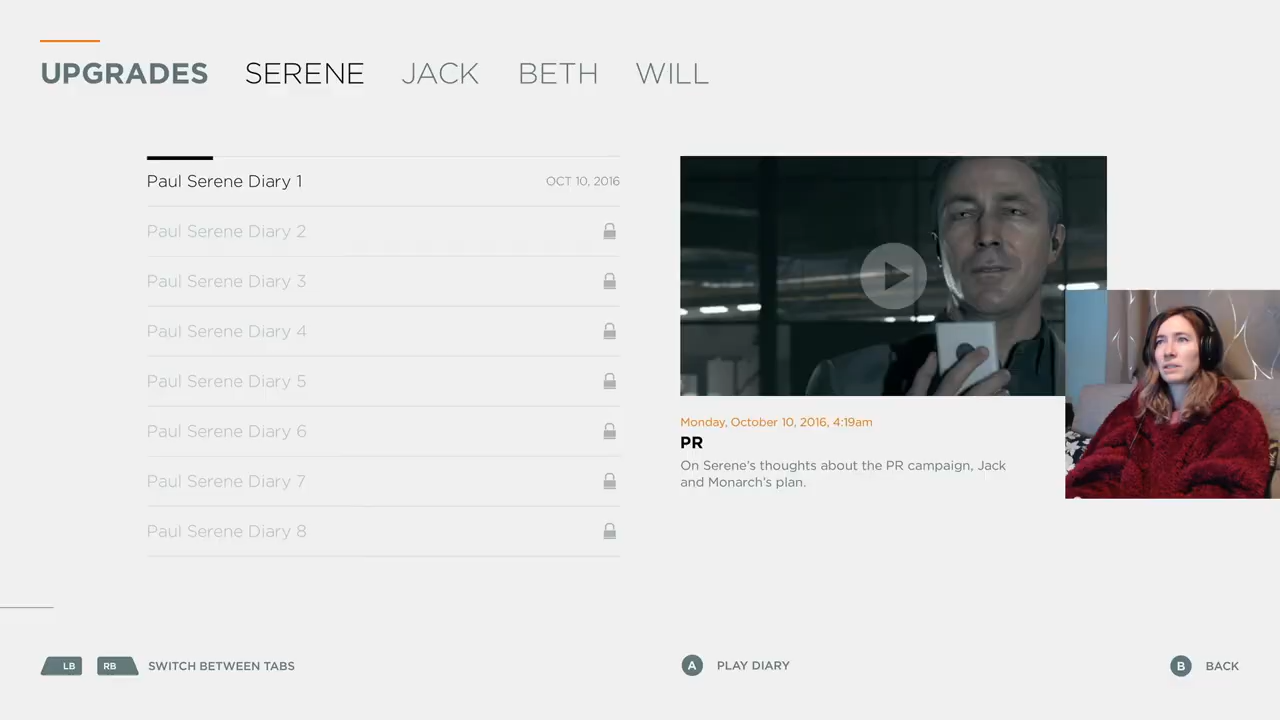 UPGRADES SERENE JACK BETH WILL
Paul Serene Diary 1 OCT 10, 2016
Paul Serene Diary 2
Paul Serene Diary 3
Paul Serene Diary 4
Paul Serene Diary 5
Paul Serene Diary 6
Paul Serene Diary 7
Paul Serene Diary 8
Monday, October 10, 2016, 4:19am
PR
On Serene's thoughts about the PR campaign, Jack
and Monarch's plan.
LB RB SWITCH BETWEEN TABS
A PLAY DIARY
B BACK